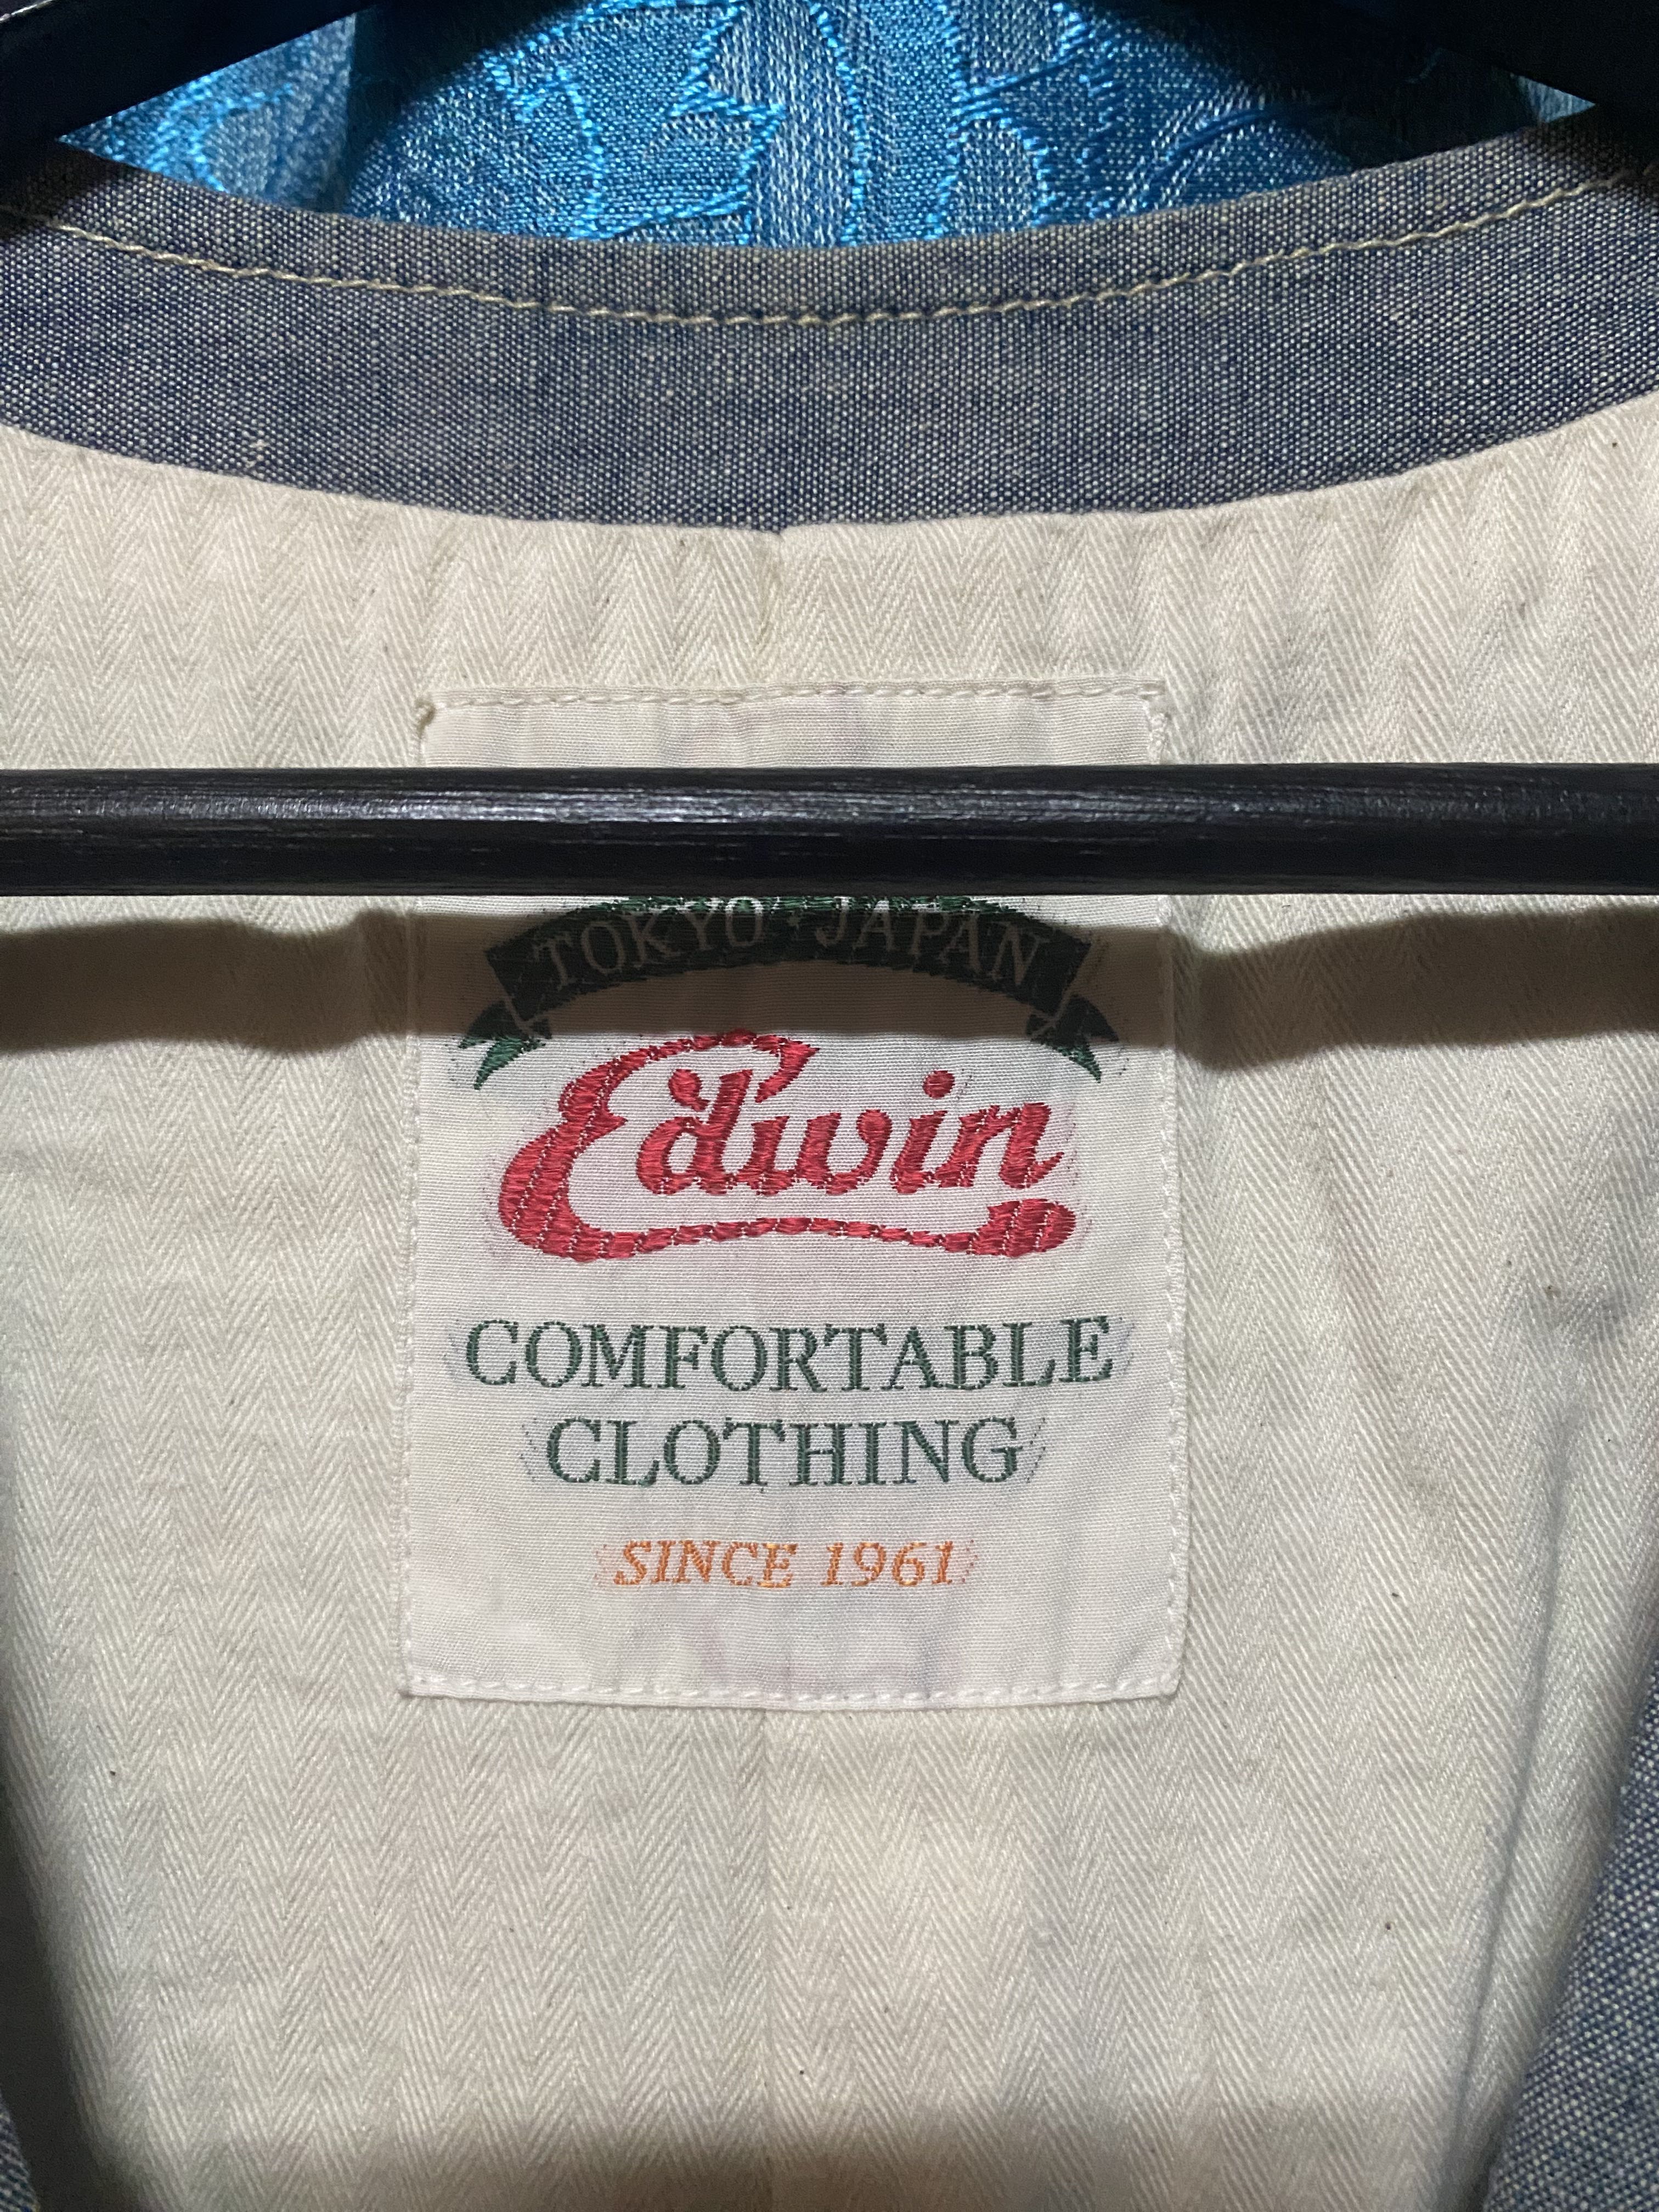 TOKYO JAPAN
Edwin
COMFORTABLE
CLOTHING
SINCE 1961